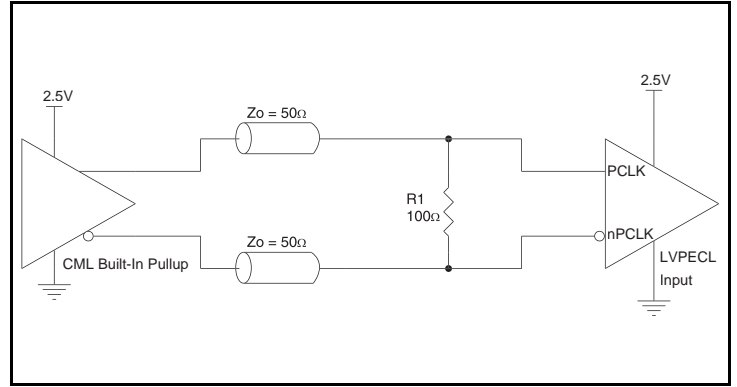 2.5V
2.5V
Zo = 50Ω
PCLK
R1
100Ω
nPCLK
Zo = 50Ω
CML Built-In Pullup
LVPECL
Input